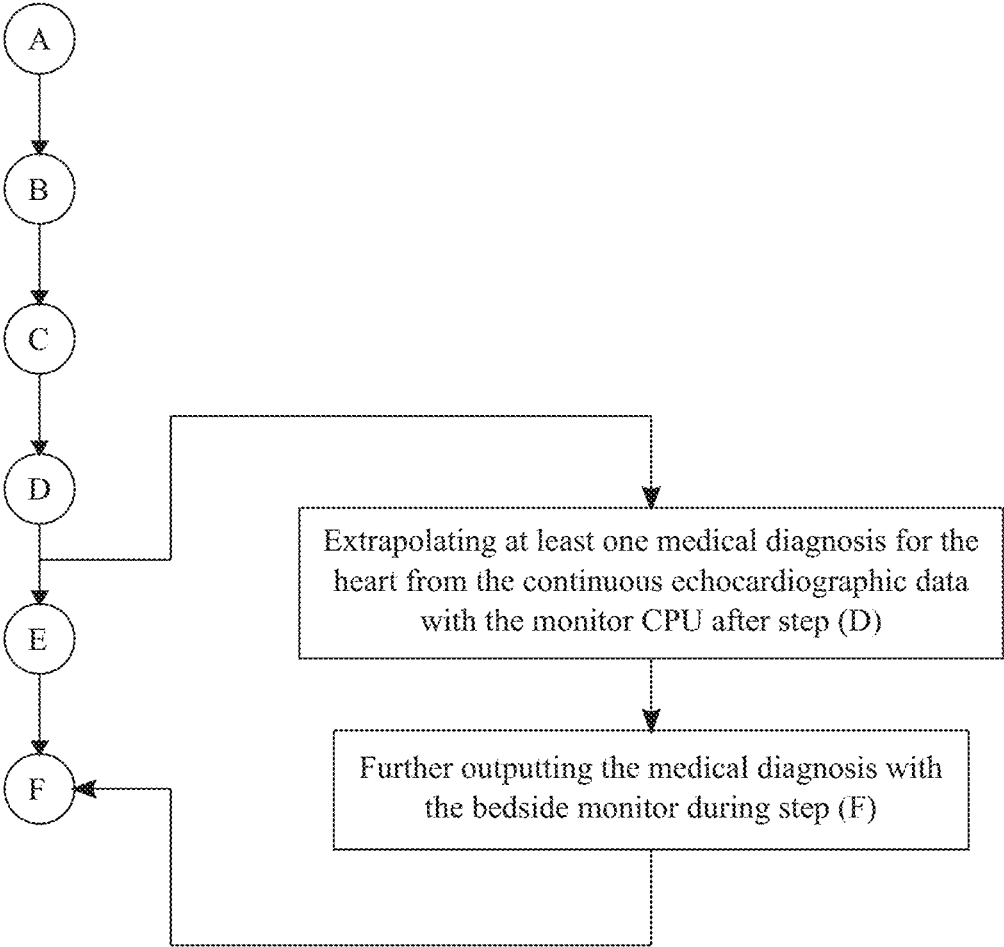 A
B
C
D
Extrapolating at least one medical diagnosis for the
heart from the continuous echocardiographic data
with the monitor CPU after step (D)
E
Further outputting the medical diagnosis with
the bedside monitor during step (F)
F